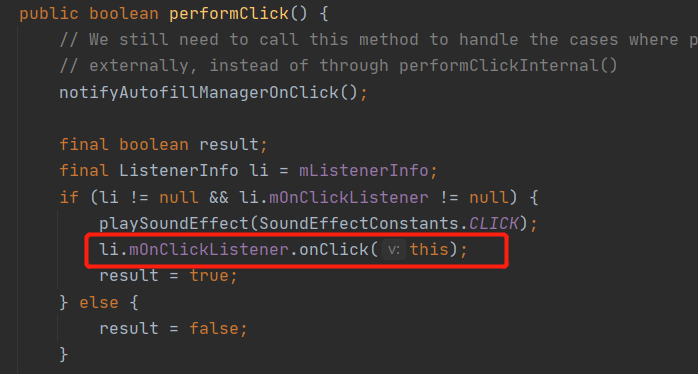 public boolean performClick() {
// We still need to call this method to handle the cases where p
// externally, instead of through performClickInternal()
notifyAutofillManagerOnClick();
final boolean result;
final ListenerInfo li = mListenerInfo;
if (li != null && li.mOnClickListener != null) {
playSoundEffect(SoundEffectConstants.CLICK);
li.mOnClickListener.onClick( v: this);
result = true;
} else {
result = false;
}